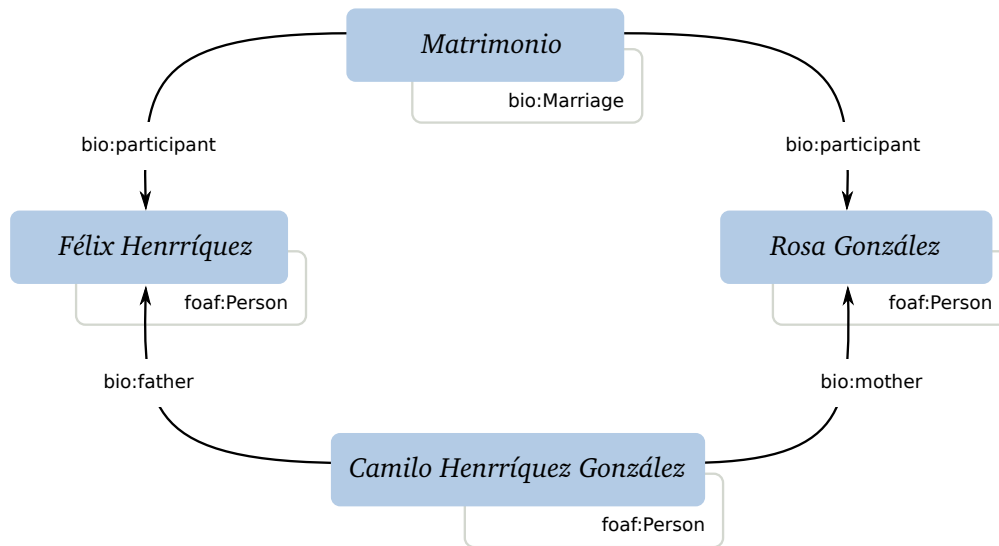 Matrimonio
bio:Marriage
bio:participant
bio:participant
Félix Henrríquez
Rosa González
foaf:Person
foaf:Person
bio:father
bio:mother
Camilo Henrríquez González
foaf:Person